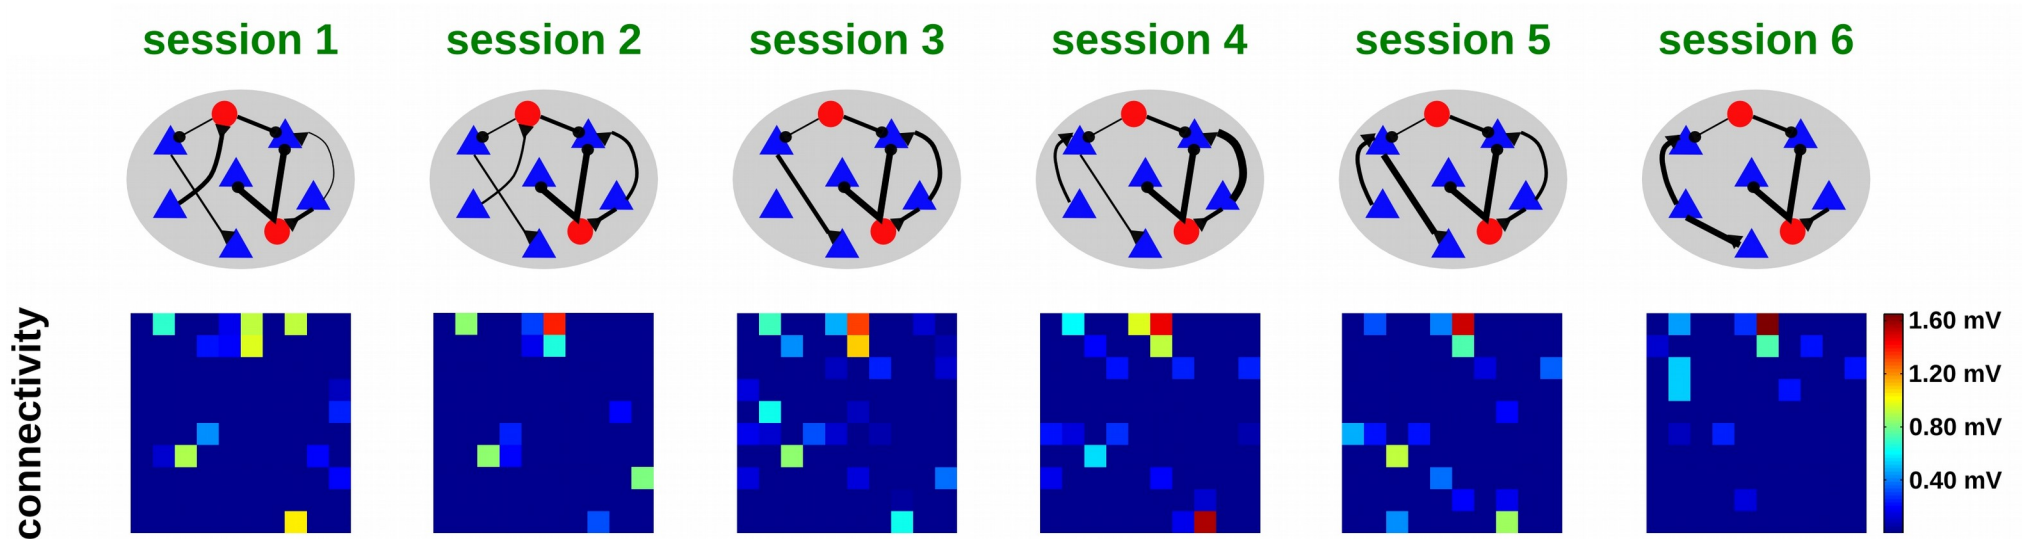 session 1
session 2
session 3
session 4
session 5
session 6
connectivity
1.60 mV
1.20 mV
0.80 mV
0.40 mV